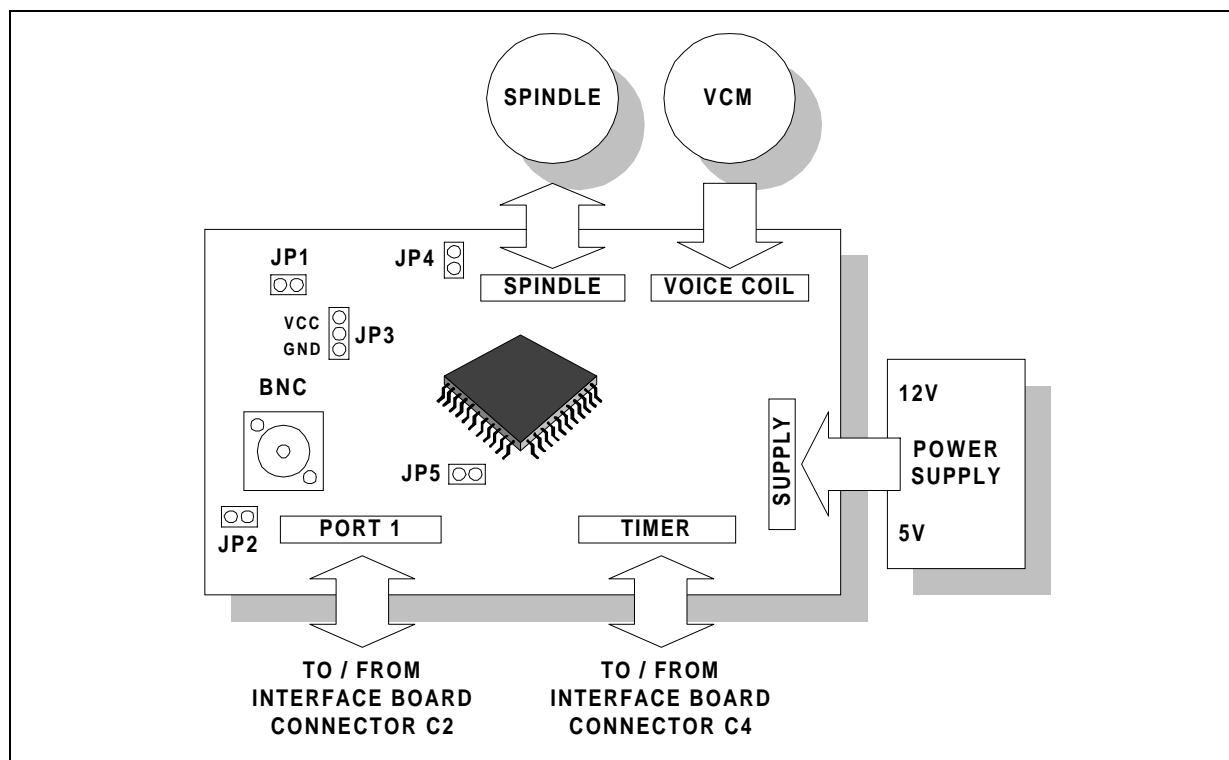 SPINDLE
VCM
JP1
JP4
SPINDLE
VOICE COIL
VCC
GND
JP3
BNC
12V
POWER
SUPPLY
5V
SUPPLY
JP5
JP2
PORT 1
TIMER
TO / FROM
INTERFACE BOARD
CONNECTOR C2
TO / FROM
INTERFACE BOARD
CONNECTOR C4